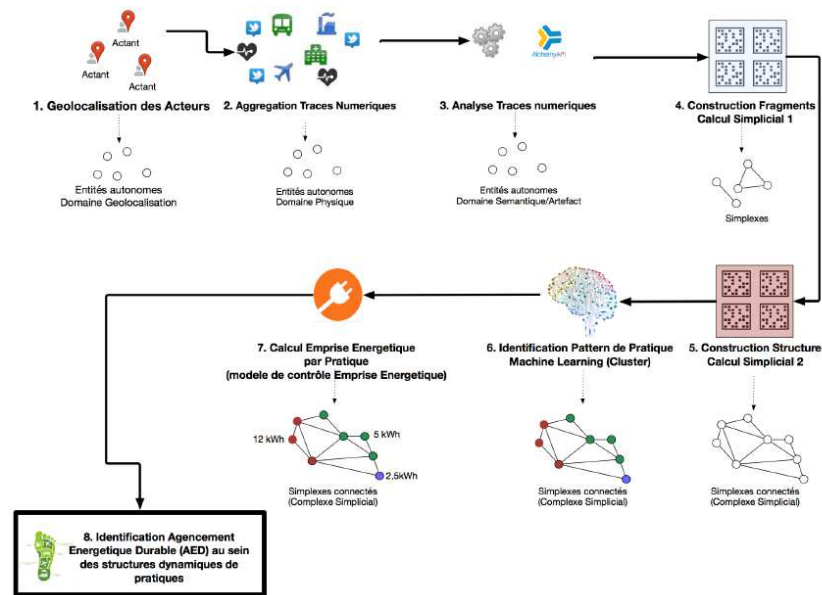 Actant
Actant
Actant
AlchemyAPI
1. Geolocalisation des Acteurs
2. Aggregation Traces Numeriques
3. Analyse Traces numeriques
4. Construction Fragments
Calcul Simplicial 1
Entités autonomes
Domaine Geolocalisation
Entités autonomes
Domaine Physique
Entités autonomes
Domaine Semantique/Artefact
Simplexes
7. Calcul Emprise Energetique
par Pratique
(modele de contrôle Emprise Energetique)
6. Identification Pattern de Pratique
Machine Learning (Cluster)
5. Construction Structure
Calcul Simplicial 2
12 kWh
5 kWh
2,5kWh
Simplexes connectés
(Complexe Simplicial)
Simplexes connectés
(Complexe Simplicial)
Simplexes connectés
(Complexe Simplicial)
8. Identification Agencement
Energetique Durable (AED) au sein
des structures dynamiques de
pratiques